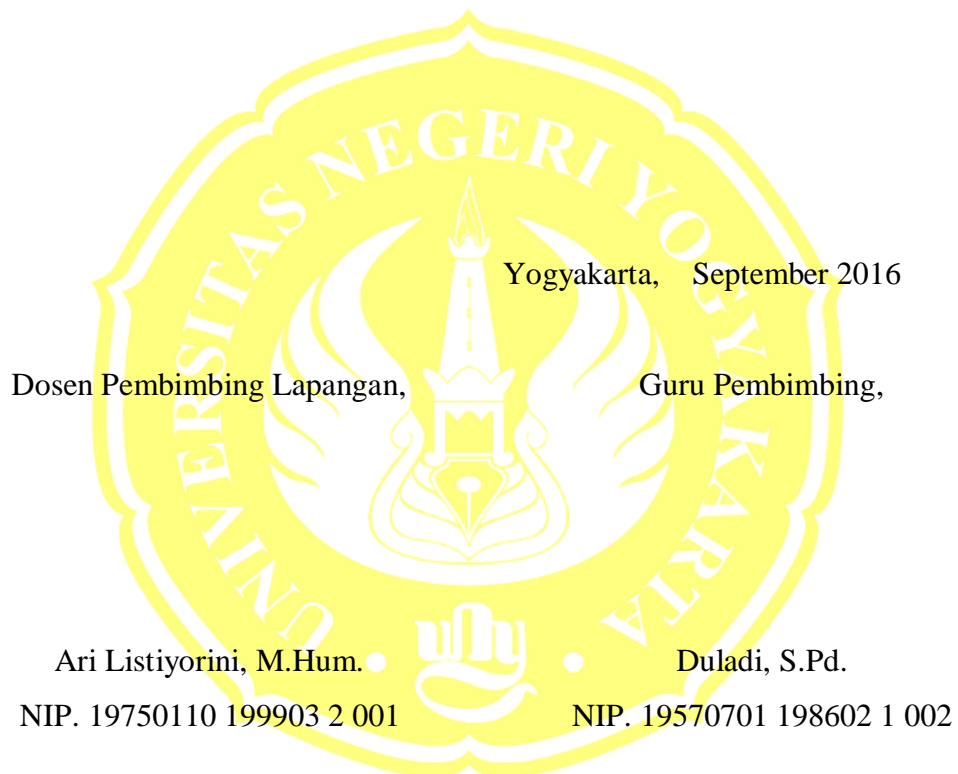 UNIVERSITAS NEGERI YOGYAKARTA
Yogyakarta, September 2016
Dosen Pembimbing Lapangan, Guru Pembimbing,
uny
Ari Listiyorini, M.Hum. Duladi, S.Pd.
NIP. 19750110 199903 2 001 NIP. 19570701 198602 1 002